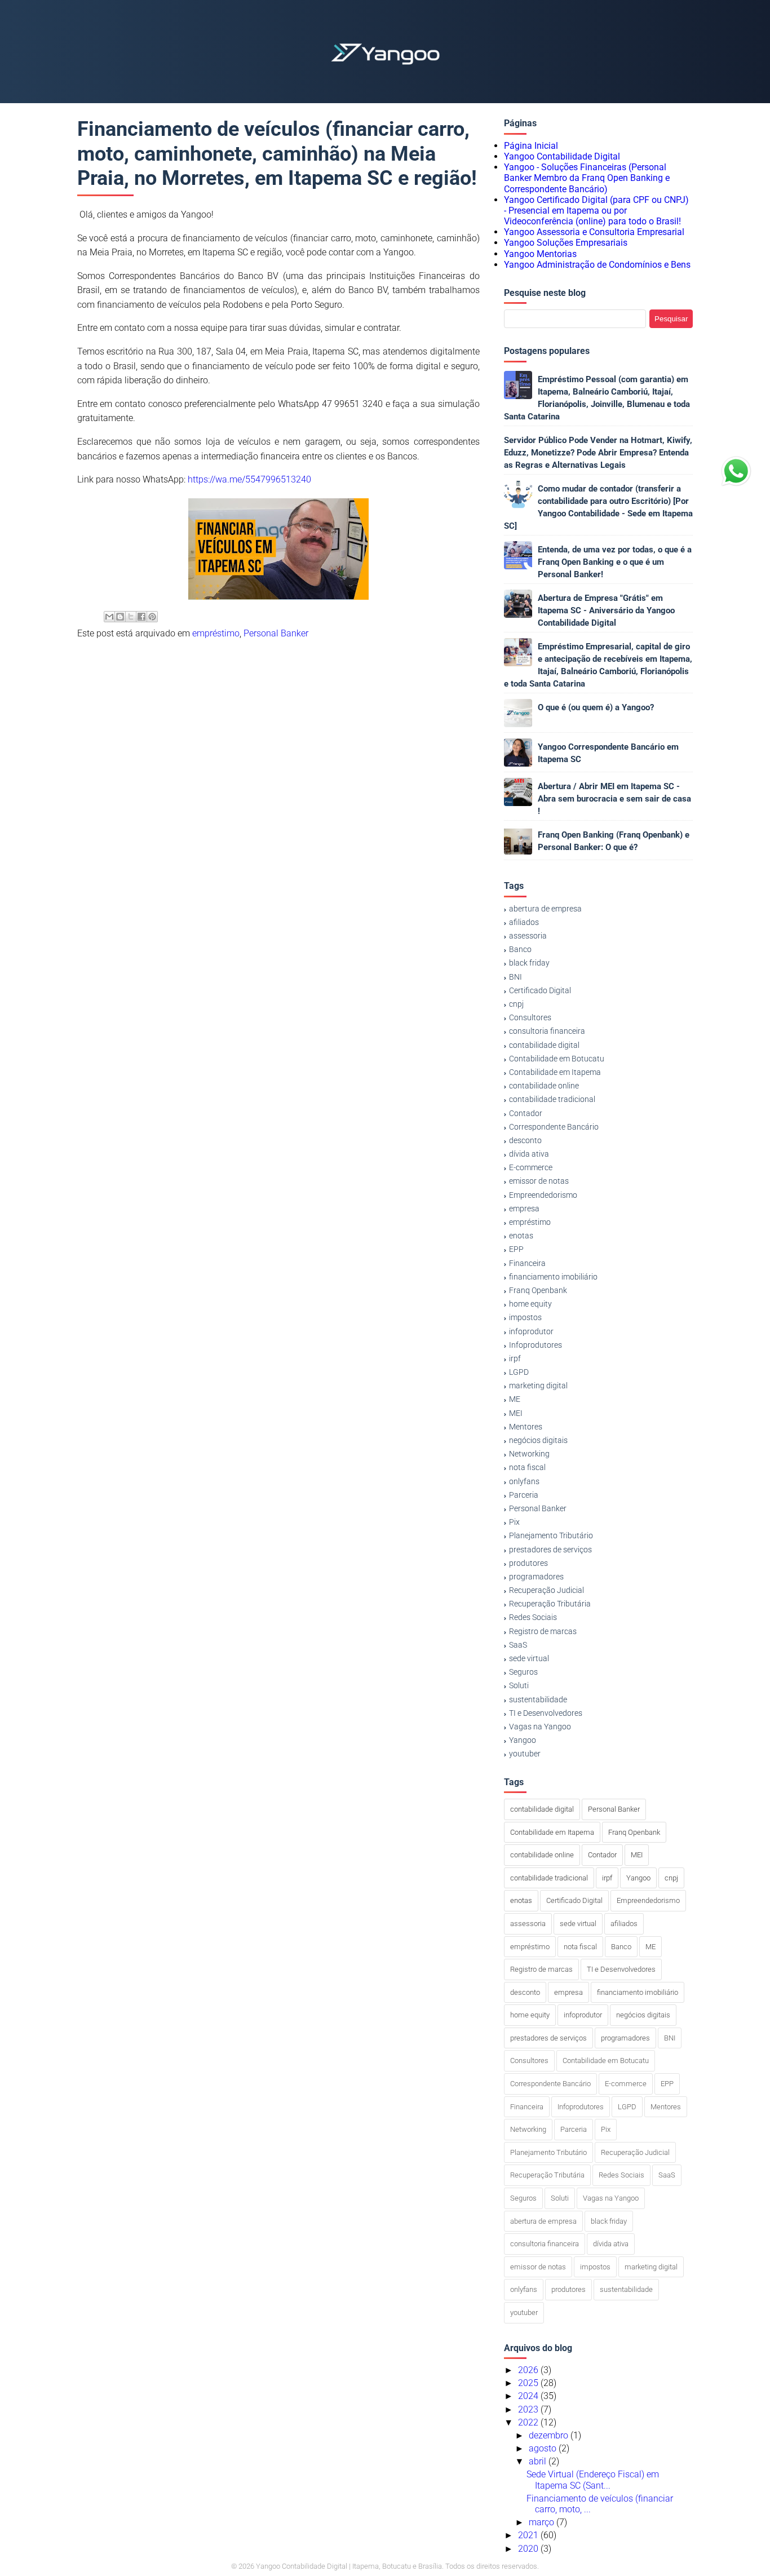 Yangoo
Financiamento de veículos (financiar carro,
moto, caminhonete, caminhão) na Meia
Praia, no Morretes, em Itapema SC e região!
Olá, clientes e amigos da Yangoo!
Se você está a procura de financiamento de veículos (financiar carro, moto, caminhonete, caminhão)
na Meia Praia, no Morretes, em Itapema SC e região, você pode contar com a Yangoo.
Somos Correspondentes Bancários do Banco BV (uma das principais Instituições Financeiras do
Brasil, em termos de empréstimos e financiamento de veículos), e, além do Banco BV, também trabalhamos
com financiamento de veículos pela Rodobens e pela Porto Seguro.
Entre em contato com a nossa equipe para tirar suas dúvidas, simular e contratar.
Temos escritório na Rua 300, 187, Sala 04, em Meia Praia, Itapema SC, mas atendemos digitalmente
a todo o Brasil, sendo que o financiamento do veículo pode ser feito 100% de forma digital e seguro,
com rápida liberação do dinheiro.
Entre em contato conosco preferencialmente pelo WhatsApp 47 99651 3240 e faça a sua simulação
gratuitamente.
Esclarecemos que não somos loja de veículos e nem garagem, ou seja, somos correspondentes
bancários e fazemos apenas a intermediação financeira entre os clientes e os Bancos.
Link para nosso WhatsApp: https://wa.me/5547996513240
FINANCIAR
VEÍCULOS EM
ITAPEMA SC
Este post está arquivado em empréstimo, Personal Banker
Páginas
Página Inicial
Yangoo Contabilidade Digital
Yangoo - Soluções Financeiras (Personal
Banker Membro da Franq Open Banking e
Correspondente Bancário)
Yangoo Certificado Digital (para CPF ou CNPJ)
- Presencial em Itapema ou por
Videoconferência (online) para todo o Brasil!
Yangoo Assessoria e Consultoria Empresarial
Yangoo Soluções Empresariais
Yangoo Mentorias
Yangoo Administração de Condomínios e Bens
Pesquise neste blog
Pesquisar
Postagens populares
Empréstimo Pessoal (com garantia) em
Itapema, Balneário Camboriú, Itajaí,
Florianópolis, Joinville, Blumenau e toda
Santa Catarina
Servidor Público Pode Vender na Hotmart, Kiwify,
Eduzz, Monetizze? Pode Abrir Empresa? Entenda
as Regras e Alternativas Legais
Como mudar de contador (transferir a
contabilidade para outro Escritório) [Por
Yangoo Contabilidade - Sede em Itapema
SC]
Entenda, de uma vez por todas, o que é a
Franq Open Banking e o que é um
Personal Banker!
Abertura de Empresa "Grátis" em
Itapema SC - Aniversário da Yangoo
Contabilidade Digital
Empréstimo Empresarial, capital de giro
e antecipação de recebíveis em Itapema,
Itajaí, Balneário Camboriú, Florianópolis
e toda Santa Catarina
O que é (ou quem é) a Yangoo?
Yangoo Correspondente Bancário em
Itapema SC
Abertura / Abrir MEI em Itapema SC -
Abra sem burocracia e sem sair de casa
!
Franq Open Banking (Franq Openbank) e
Personal Banker: O que é?
Tags
abertura de empresa
afiliados
assessoria
Banco
black friday
BNI
Certificado Digital
cnpj
Consultores
consultoria financeira
contabilidade digital
Contabilidade em Botucatu
Contabilidade em Itapema
contabilidade online
contabilidade tradicional
Contador
Correspondente Bancário
desconto
dívida ativa
E-commerce
emissor de notas
Empreendedorismo
empresa
empréstimo
enotas
EPP
Financeira
financiamento imobiliário
Franq Openbank
home equity
impostos
infoprodutor
Infoprodutores
irpf
LGPD
marketing digital
ME
MEI
Mentores
negócios digitais
Networking
nota fiscal
onlyfans
Parceria
Personal Banker
Pix
Planejamento Tributário
prestadores de serviços
produtores
programadores
Recuperação Judicial
Recuperação Tributária
Redes Sociais
Registro de marcas
SaaS
sede virtual
Seguros
Soluti
sustentabilidade
TI e Desenvolvedores
Vagas na Yangoo
Yangoo
youtuber
Tags
contabilidade digital Personal Banker
Contabilidade em Itapema Franq Openbank
contabilidade online Contador MEI
contabilidade tradicional irpf Yangoo cnpj
enotas Certificado Digital Empreendedorismo
assessoria sede virtual afiliados
empréstimo nota fiscal Banco ME
Registro de marcas TI e Desenvolvedores
desconto empresa financiamento imobiliário
home equity infoprodutor negócios digitais
prestadores de serviços programadores BNI
Consultores Contabilidade em Botucatu
Correspondente Bancário E-commerce EPP
Financeira Infoprodutores LGPD Mentores
Networking Parceria Pix
Planejamento Tributário Recuperação Judicial
Recuperação Tributária Redes Sociais SaaS
Seguros Soluti Vagas na Yangoo
abertura de empresa black friday
consultoria financeira dívida ativa
emissor de notas impostos marketing digital
onlyfans produtores sustentabilidade
youtuber
Arquivos do blog
► 2026 (3)
► 2025 (28)
► 2024 (35)
► 2023 (7)
▼ 2022 (12)
► dezembro (1)
► agosto (2)
▼ abril (2)
Sede Virtual (Endereço Fiscal) em
Itapema SC (Sant...
Financiamento de veículos (financiar
carro, moto, ...
► março (7)
► 2021 (60)
► 2020 (3)
© 2026 Yangoo Contabilidade Digital | Itapema, Botucatu e Brasília. Todos os direitos reservados.